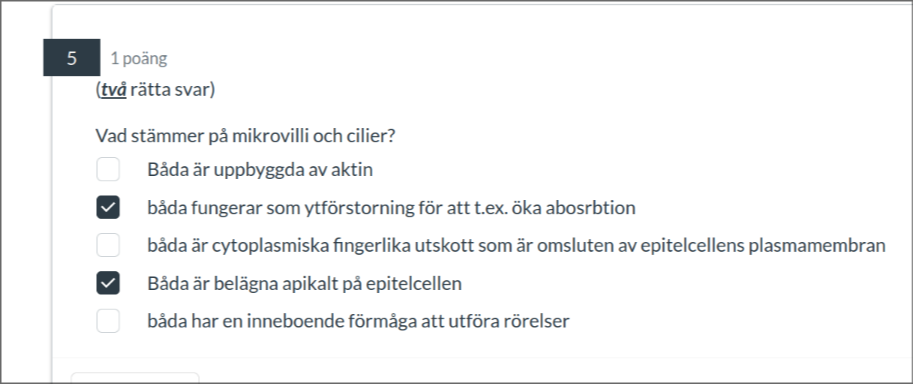 5 1 poäng
(två rätta svar)
Vad stämmer på mikrovilli och cilier?
Båda är uppbyggda av aktin
båda fungerar som ytförstorning för att t.ex. öka abosrbtion
båda är cytoplasmiska fingerlika utskott som är omsluten av epitelcellens plasmamembran
Båda är belägna apikalt på epitelcellen
båda har en inneboende förmåga att utföra rörelser